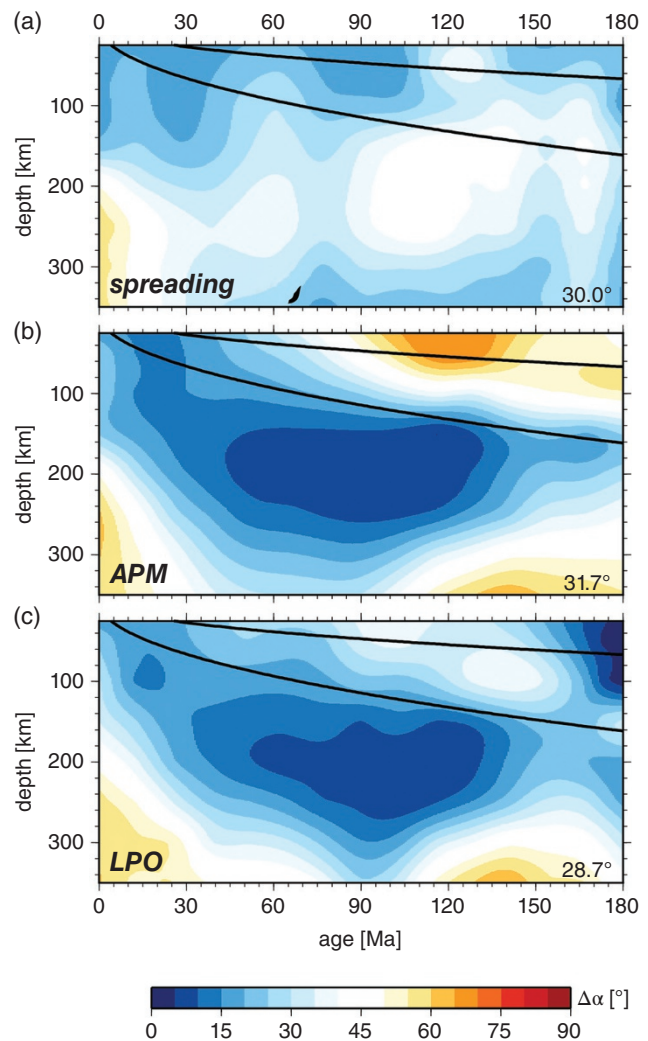 (a)
0 30 60 90 120 150 180
100
200
300
depth [km]
spreading
30.0°
(b)
100
200
300
depth [km]
APM
31.7°
(c)
100
200
300
depth [km]
LPO
28.7°
0 30 60 90 120 150 180
age [Ma]
Δα [°]
0 15 30 45 60 75 90